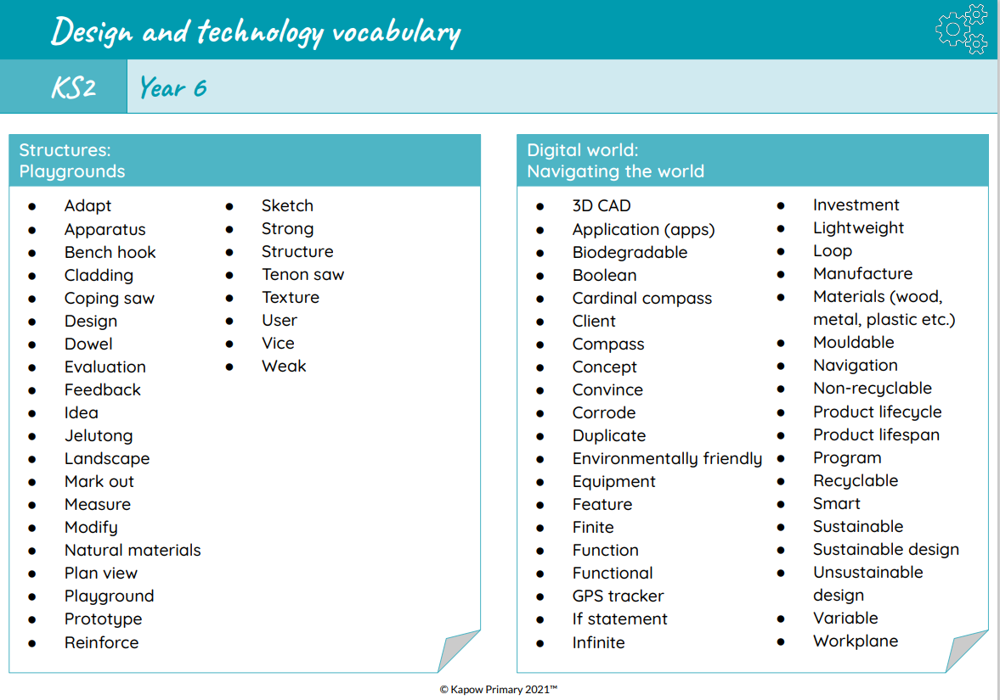 Design and technology vocabulary
KS2
Year 6
Structures:
Playgrounds
● Adapt
● Apparatus
● Bench hook
● Cladding
● Coping saw
● Design
● Dowel
● Evaluation
● Feedback
● Idea
● Jelutong
● Landscape
● Mark out
● Measure
● Modify
● Natural materials
● Plan view
● Playground
● Prototype
● Reinforce
● Sketch
● Strong
● Structure
● Tenon saw
● Texture
● User
● Vice
● Weak
Digital world:
Navigating the world
● 3D CAD
● Application (apps)
● Biodegradable
● Boolean
● Cardinal compass
● Client
● Compass
● Concept
● Convince
● Corrode
● Duplicate
● Environmentally friendly
● Equipment
● Feature
● Finite
● Function
● Functional
● GPS tracker
● If statement
● Infinite
● Investment
● Lightweight
● Loop
● Manufacture
● Materials (wood,
metal, plastic etc.)
● Mouldable
● Navigation
● Non-recyclable
● Product lifecycle
● Product lifespan
● Program
● Recyclable
● Smart
● Sustainable
● Sustainable design
● Unsustainable
design
● Variable
● Workplane
© Kapow Primary 2021™